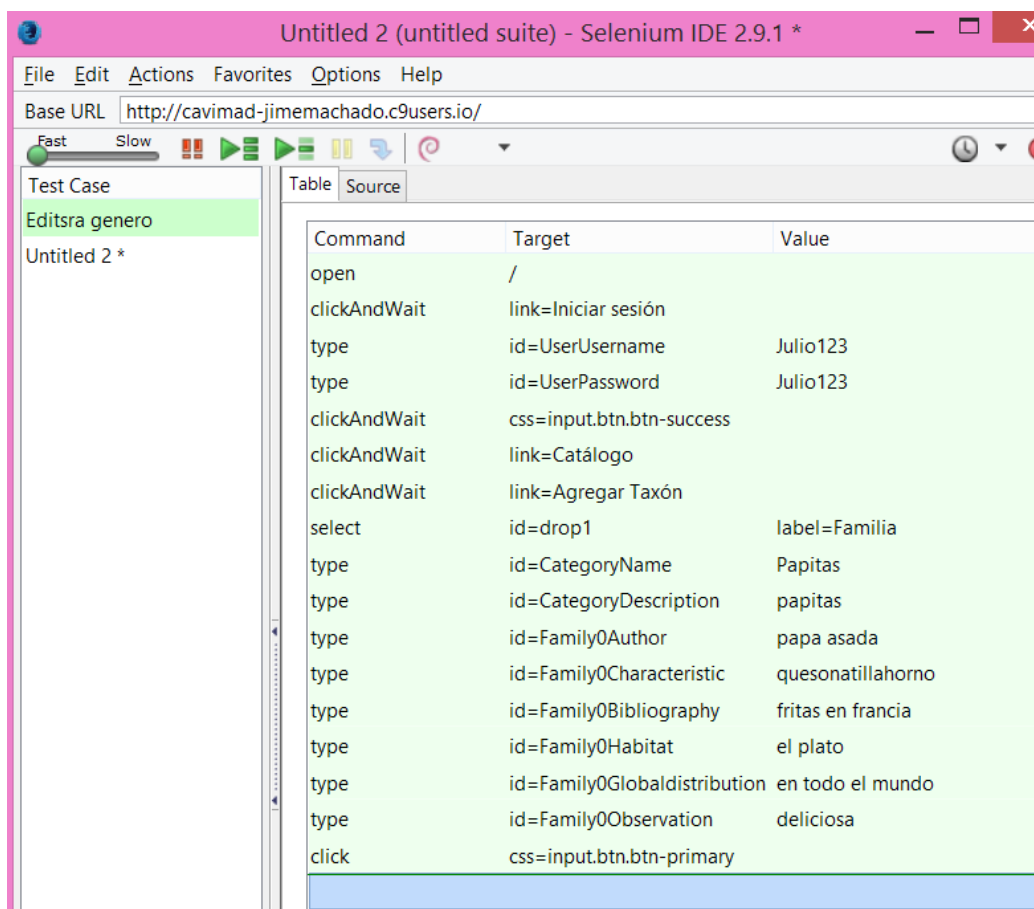 Untitled 2 (untitled suite) - Selenium IDE 2.9.1 *
File Edit Actions Favorites Options Help
Base URL http://cavimad-jimemachado.c9users.io/
Fast Slow
Test Case
Editsra genero
Untitled 2 *
Table Source
Command Target Value
open /
clickAndWait link=Iniciar sesión
type id=UserUsername Julio123
type id=UserPassword Julio123
clickAndWait css=input.btn.btn-success
clickAndWait link=Catálogo
clickAndWait link=Agregar Taxón
select id=drop1 label=Familia
type id=CategoryName Papitas
type id=CategoryDescription papitas
type id=Family0Author papa asada
type id=Family0Characteristic quesonatillahorno
type id=Family0Bibliography fritas en francia
type id=Family0Habitat el plato
type id=Family0Globaldistribution en todo el mundo
type id=Family0Observation deliciosa
click css=input.btn.btn-primary